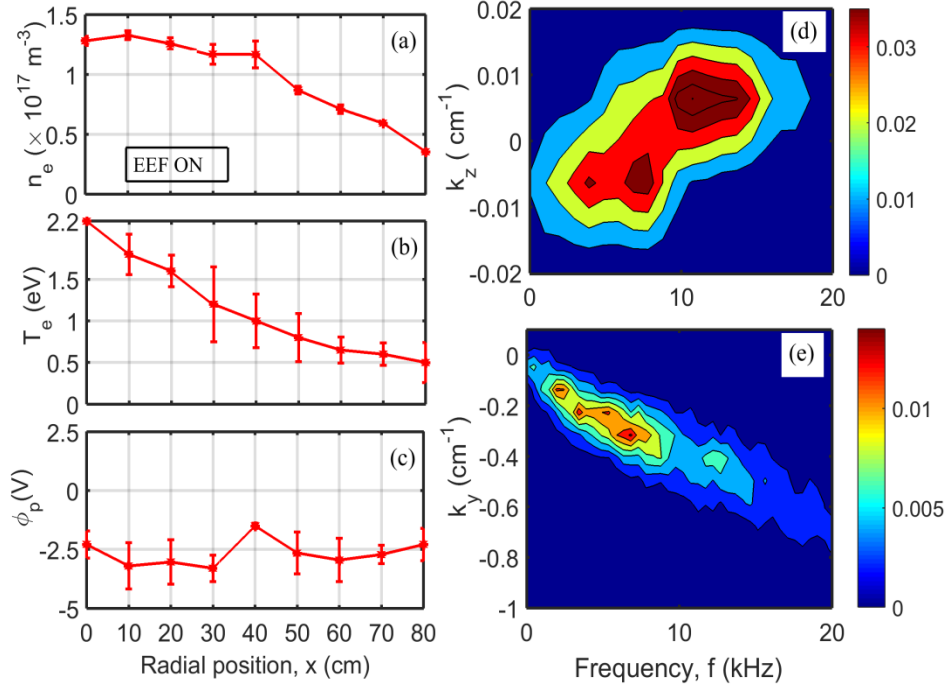 n_e ( × 10^17 m^-3)
1.5
1
0.5
0
(a)
EEF ON
T_e (eV)
2.2
1.5
1
0.5
0
(b)
ϕ_p(V)
2.5
0
-2.5
-5
(c)
0 10 20 30 40 50 60 70 80
Radial position, x (cm)
k_z( cm^-1)
0.02
0.01
0
-0.01
-0.02
(d)
0 10 20
0.03
0.02
0.01
0
k_y(cm^-1)
0
-0.2
-0.4
-0.6
-0.8
-1
(e)
0 10 20
Frequency, f (kHz)
0.01
0.005
0